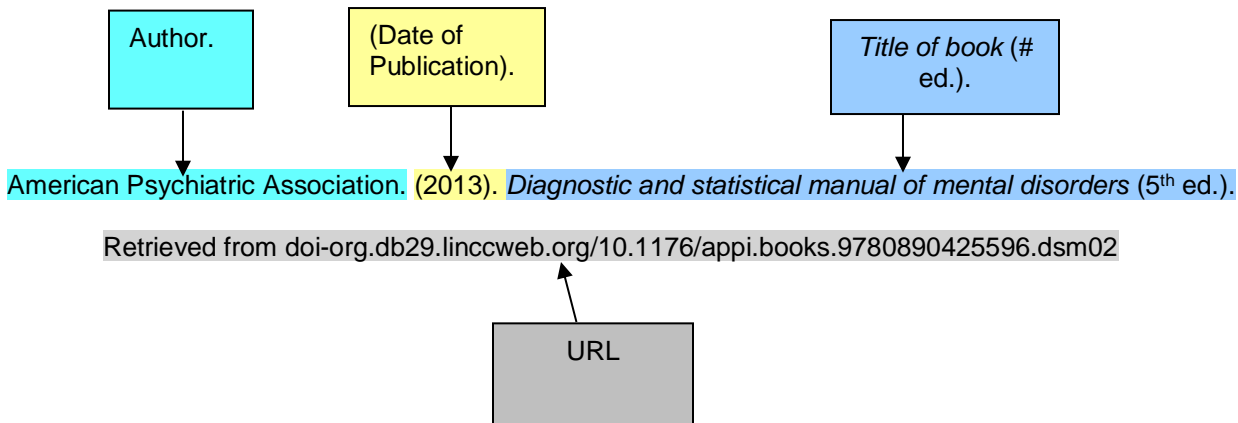 Author.
(Date of
Publication).
Title of book (#
ed.).
American Psychiatric Association. (2013). Diagnostic and statistical manual of mental disorders (5th ed.).
Retrieved from doi-org.db29.linccweb.org/10.1176/appi.books.9780890425596.dsm02
URL